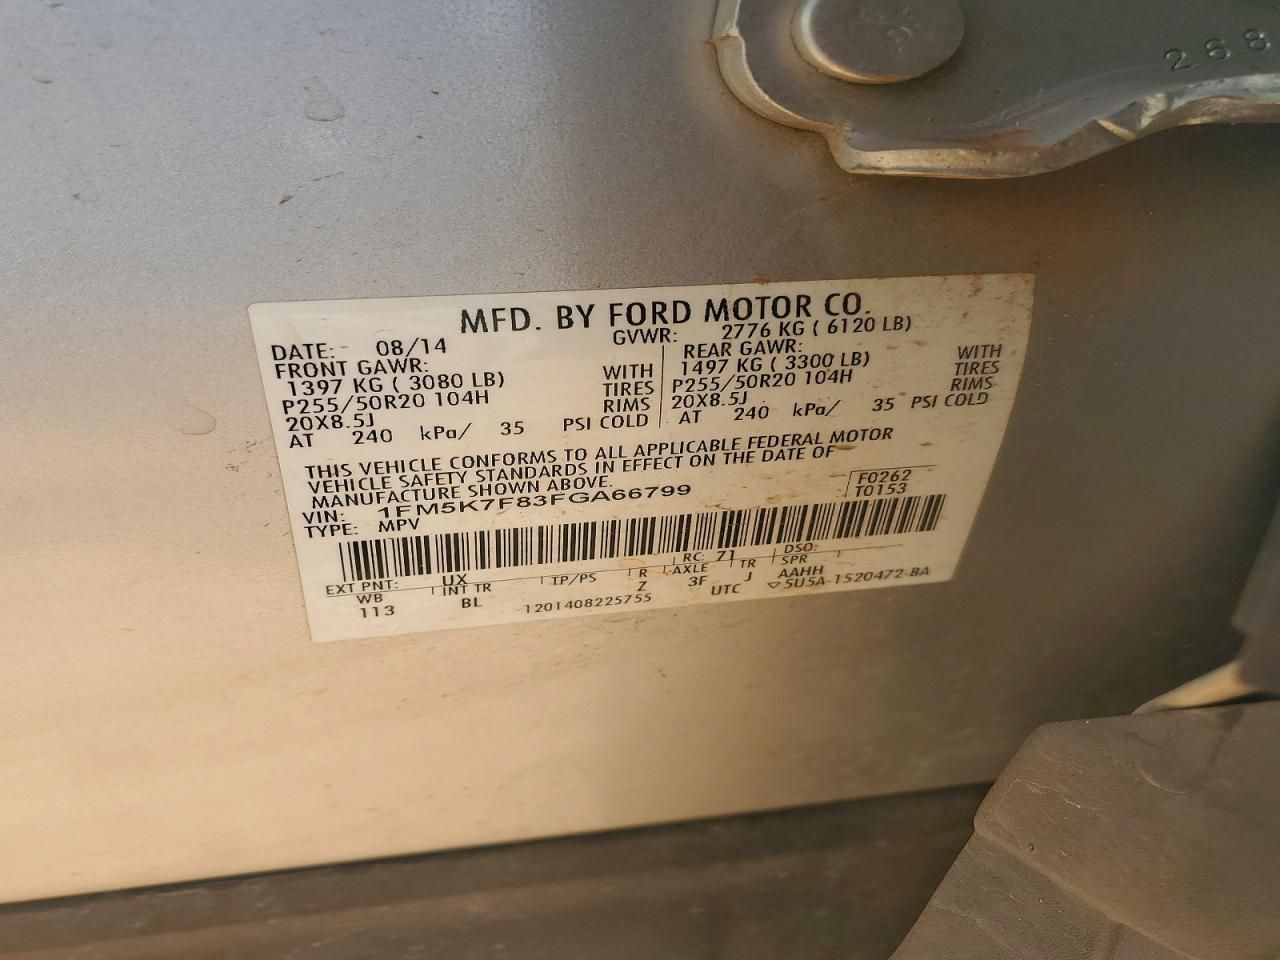 268
MFD. BY FORD MOTOR CO.
DATE: 08/14 GVWR: 2776 KG ( 6120 LB)
FRONT GAWR: REAR GAWR:
1397 KG ( 3080 LB) WITH 1497 KG ( 3300 LB) WITH
P255/50R20 104H TIRES P255/50R20 104H TIRES
20X8.5J RIMS 20X8.5J RIMS
AT 240 kPa/ 35 PSI COLD AT 240 kPa/ 35 PSI COLD
THIS VEHICLE CONFORMS TO ALL APPLICABLE FEDERAL MOTOR
VEHICLE SAFETY STANDARDS IN EFFECT ON THE DATE OF
MANUFACTURE SHOWN ABOVE.
VIN: 1FM5K7F83FGA66799 F0262
TYPE: MPV T0153
EXT PNT: UX RC: 71 DSO:
WB INT TR TP/PS R AXLE TR SPR
113 BL Z 3F J AAHH
1201408225755 UTC 5U5A-1520472-BA